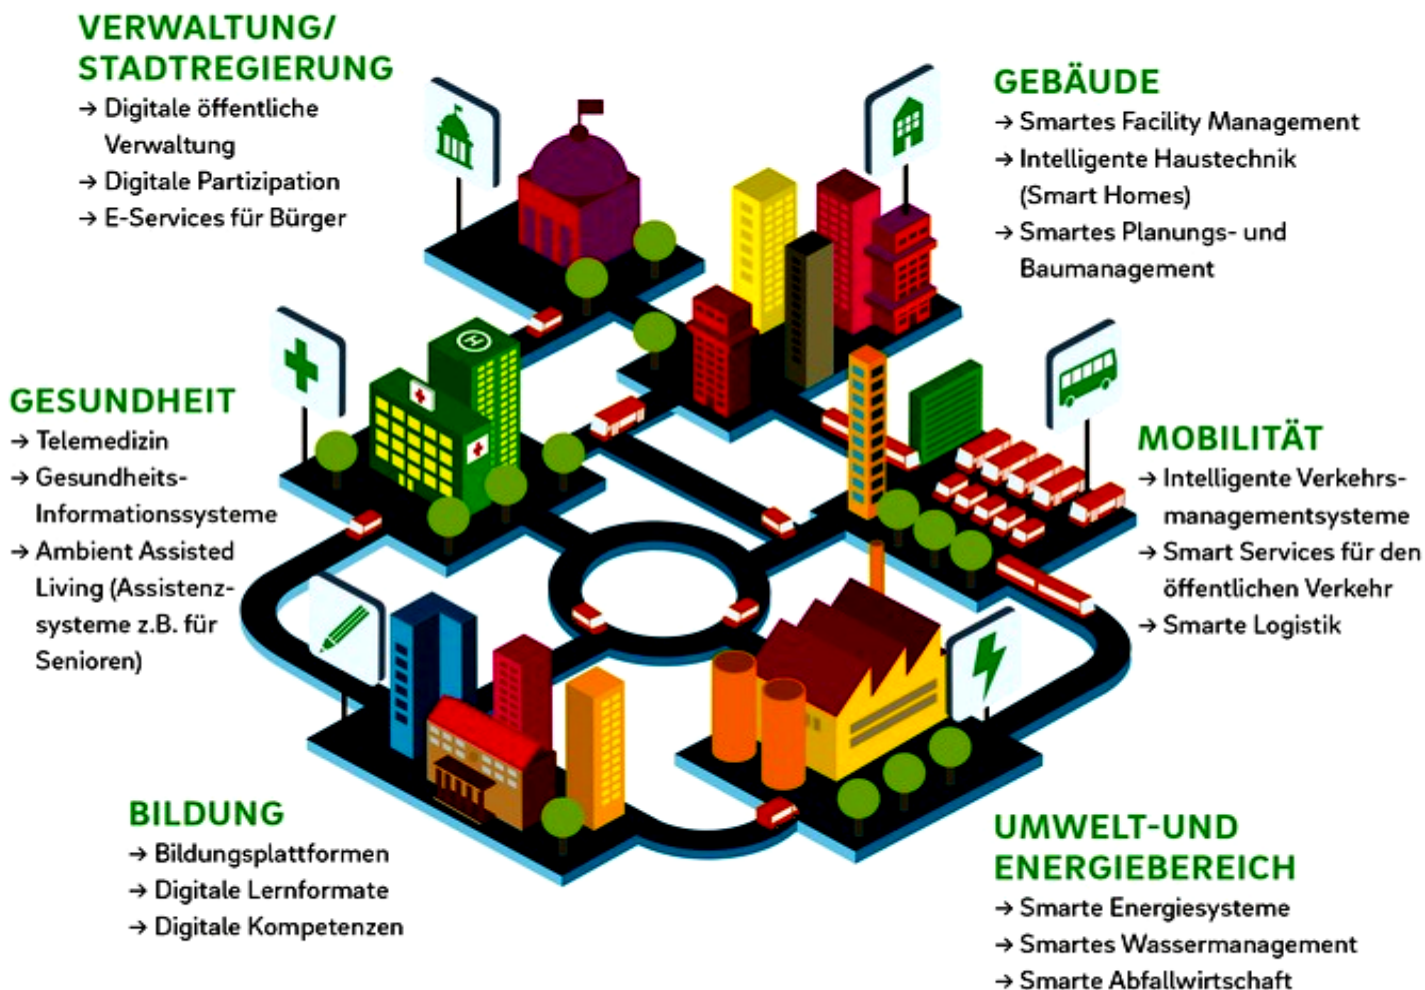 VERWALTUNG/
STADTREGIERUNG
→ Digitale öffentliche
Verwaltung
→ Digitale Partizipation
→ E-Services für Bürger
GEBÄUDE
→ Smartes Facility Management
→ Intelligente Haustechnik
(Smart Homes)
→ Smartes Planungs- und
Baumanagement
GESUNDHEIT
→ Telemedizin
→ Gesundheits-
Informationssysteme
→ Ambient Assisted
Living (Assistenz-
systeme z.B. für
Senioren)
H
MOBILITÄT
→ Intelligente Verkehrs-
managementsysteme
→ Smart Services für den
öffentlichen Verkehr
→ Smarte Logistik
BILDUNG
→ Bildungsplattformen
→ Digitale Lernformate
→ Digitale Kompetenzen
UMWELT-UND
ENERGIEBEREICH
→ Smarte Energiesysteme
→ Smartes Wassermanagement
→ Smarte Abfallwirtschaft